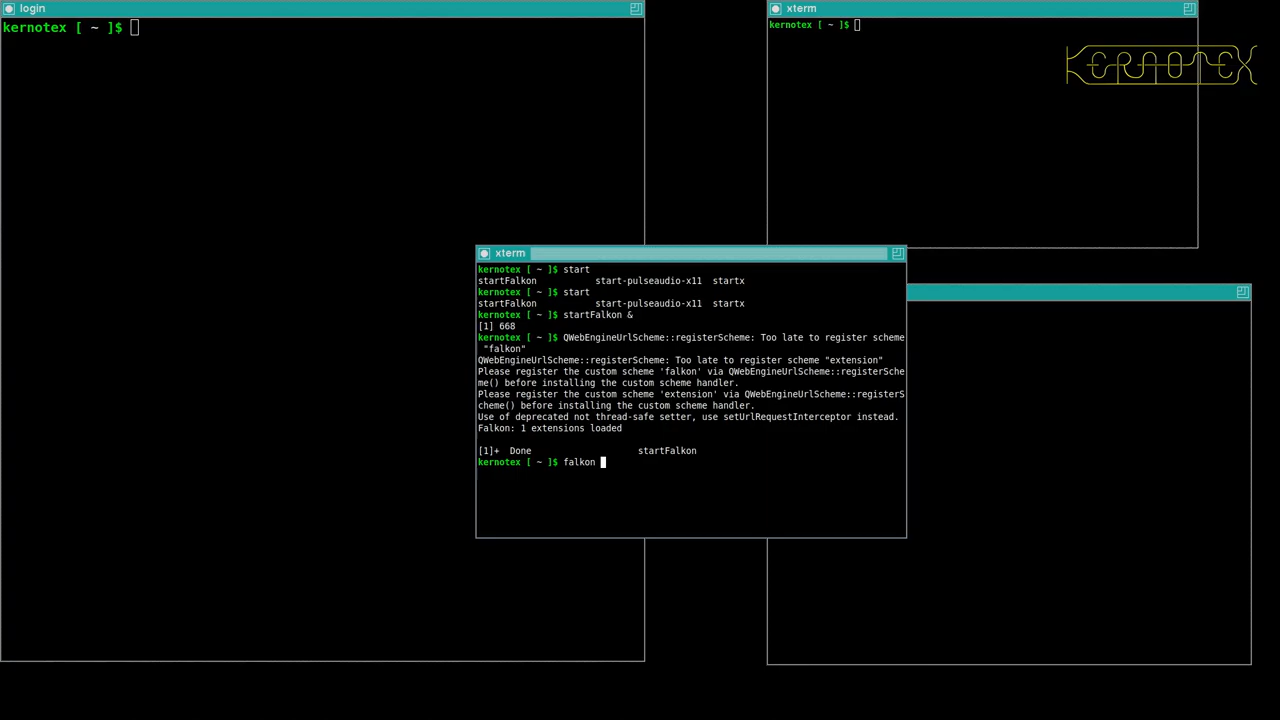 login
kernotex [ ~ ]$
xterm
kernotex [ ~ ]$
KERNOTEX
xterm
kernotex [ ~ ]$ start
startFalkon          start-pulseaudio-x11  startx
kernotex [ ~ ]$ start
startFalkon          start-pulseaudio-x11  startx
kernotex [ ~ ]$ startFalkon &
[1] 668
kernotex [ ~ ]$ QWebEngineUrlScheme::registerScheme: Too late to register scheme
"falkon"
QWebEngineUrlScheme::registerScheme: Too late to register scheme "extension"
Please register the custom scheme 'falkon' via QWebEngineUrlScheme::registerSche
me() before installing the custom scheme handler.
Please register the custom scheme 'extension' via QWebEngineUrlScheme::registerS
cheme() before installing the custom scheme handler.
Use of deprecated not thread-safe setter, use setUrlRequestInterceptor instead.
Falkon: 1 extensions loaded
[1]+  Done                    startFalkon
kernotex [ ~ ]$ falkon